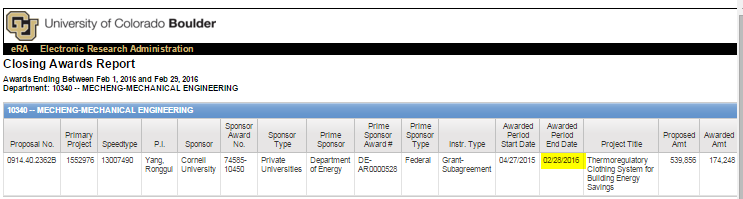 CU
University of Colorado Boulder
eRA Electronic Research Administration
Closing Awards Report
Awards Ending Between Feb 1, 2016 and Feb 29, 2016
Department: 10340 -- MECHENG-MECHANICAL ENGINEERING
10340 -- MECHENG-MECHANICAL ENGINEERING
Proposal No. Primary Project Speedtype P.I. Sponsor Sponsor Award No. Sponsor Type Prime Sponsor Prime Sponsor Award # Prime Sponsor Type Instr. Type Awarded Period Start Date Awarded Period End Date Project Title Proposed Amt Awarded Amt
0914.40.2362B 1552976 13007490 Yang, Ronggui Cornell University 74585-10450 Private Universities Department of Energy DE-AR0000528 Federal Grant-Subagreement 04/27/2015 02/28/2016 Thermoregulatory Clothing System for Building Energy Savings 539,856 174,248